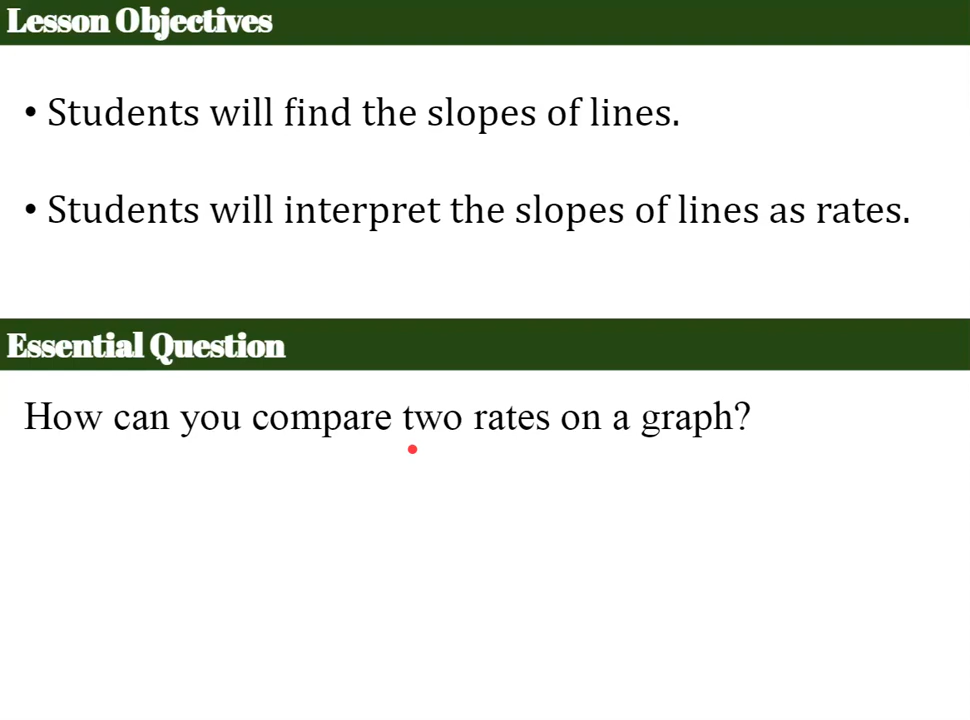 Lesson Objectives
• Students will find the slopes of lines.
• Students will interpret the slopes of lines as rates.
Essential Question
How can you compare two rates on a graph?